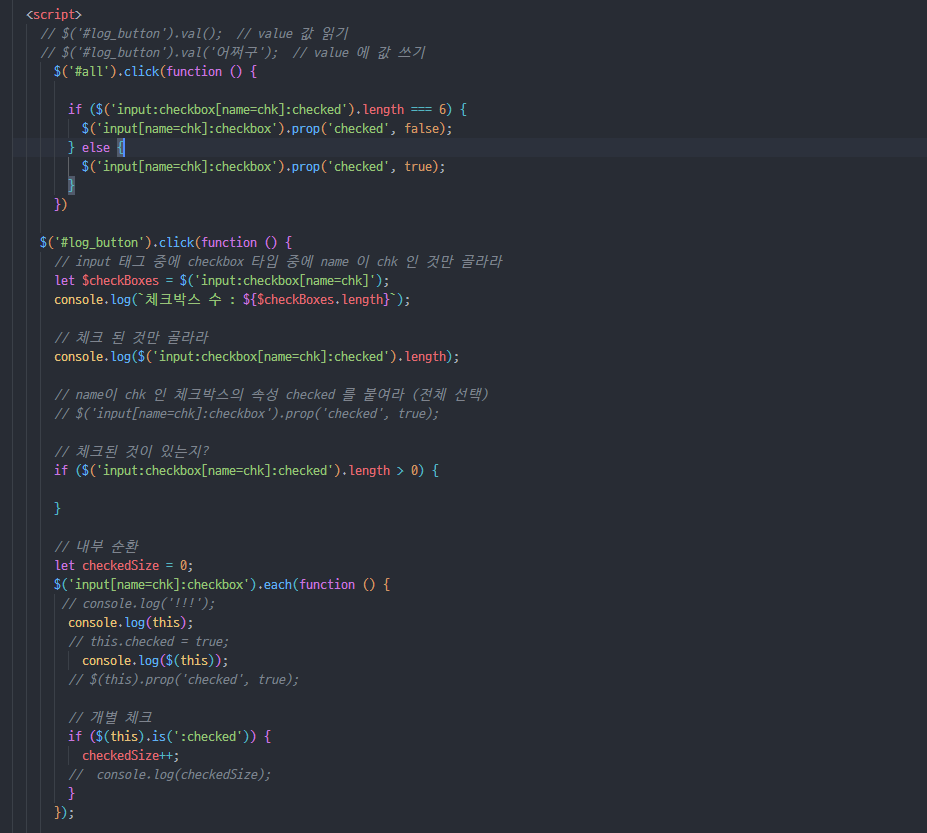 <script>
// $('#log_button').val();  // value 값 읽기
// $('#log_button').val('어쩌구');  // value 에 값 쓰기
$('#all').click(function () {
if ($('input:checkbox[name=chk]:checked').length === 6) {
$('input[name=chk]:checkbox').prop('checked', false);
} else {
$('input[name=chk]:checkbox').prop('checked', true);
}
})
$('#log_button').click(function () {
// input 태그 중에 checkbox 타입 중에 name 이 chk 인 것만 골라라
let $checkBoxes = $('input:checkbox[name=chk]');
console.log(`체크박스 수 : ${$checkBoxes.length}`);
// 체크 된 것만 골라라
console.log($('input:checkbox[name=chk]:checked').length);
// name이 chk 인 체크박스의 속성 checked 를 붙여라 (전체 선택)
// $('input[name=chk]:checkbox').prop('checked', true);
// 체크된 것이 있는지?
if ($('input:checkbox[name=chk]:checked').length > 0) {
}
// 내부 순환
let checkedSize = 0;
$('input[name=chk]:checkbox').each(function () {
// console.log('!!!');
console.log(this);
// this.checked = true;
console.log($(this));
// $(this).prop('checked', true);
// 개별 체크
if ($(this).is(':checked')) {
checkedSize++;
//  console.log(checkedSize);
}
});